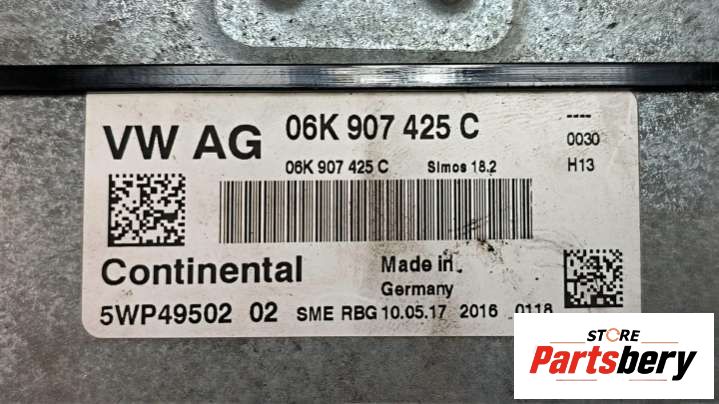 VW AG 06K 907 425 C ----
0030
06K 907 425 C Simos 18.2 H13
Continental Made in
Germany
5WP49502 02 SME RBG 10.05.17 2016 0118
STORE
Partsbery